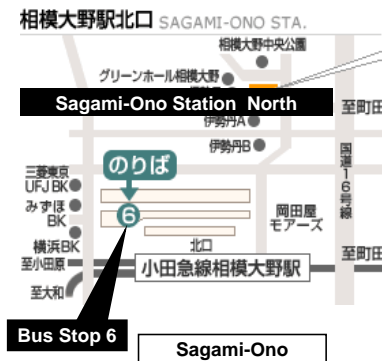 相模大野駅北口 SAGAMI-ONO STA.
相模大野中央公園
グリーンホール相模大野
Sagami-Ono Station North
至町田
伊勢丹A
伊勢丹B
国道16号線
三菱東京
UFJ BK
みずほ
BK
横浜BK
のりば
6
岡田屋
モアーズ
北口
至町田
至小田原
小田急線相模大野駅
至大和
Bus Stop 6
Sagami-Ono